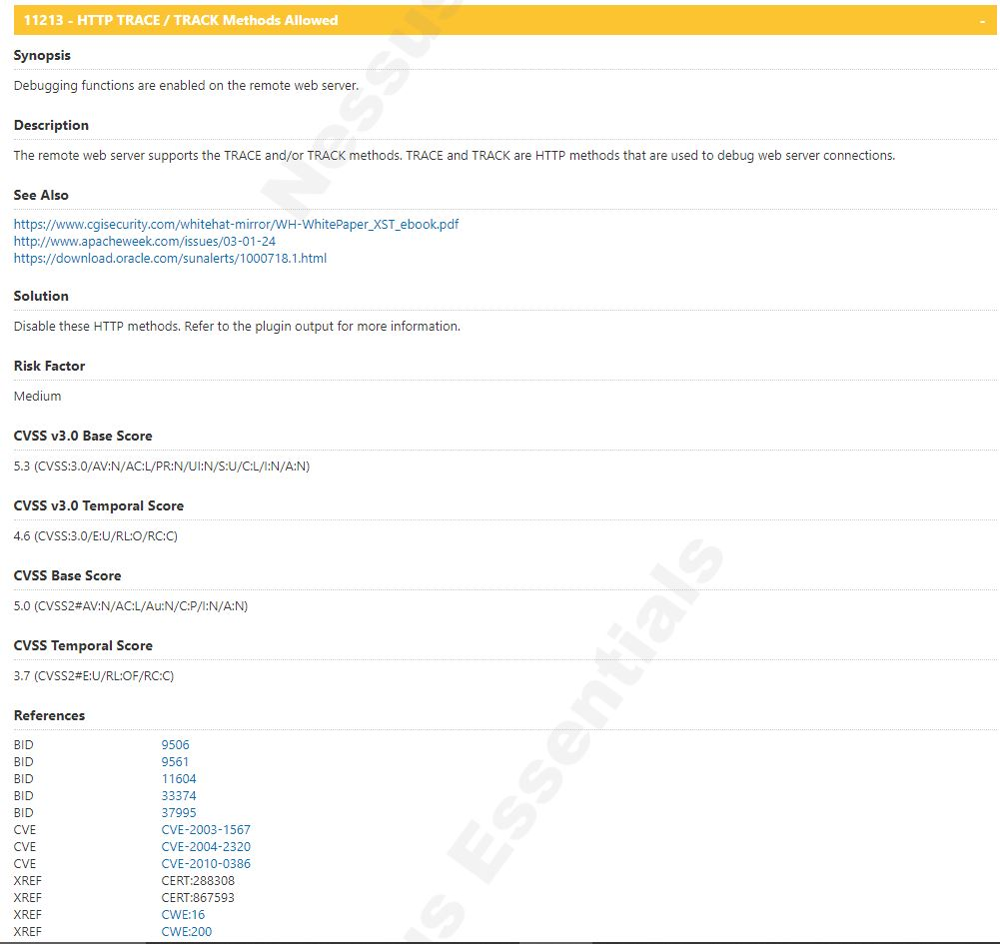 11213 - HTTP TRACE / TRACK Methods Allowed -
Synopsis
Debugging functions are enabled on the remote web server.
Description
The remote web server supports the TRACE and/or TRACK methods. TRACE and TRACK are HTTP methods that are used to debug web server connections.
See Also
https://www.cgisecurity.com/whitehat-mirror/WH-WhitePaper_XST_ebook.pdf
http://www.apacheweek.com/issues/03-01-24
https://download.oracle.com/sunalerts/1000718.1.html
Solution
Disable these HTTP methods. Refer to the plugin output for more information.
Risk Factor
Medium
CVSS v3.0 Base Score
5.3 (CVSS:3.0/AV:N/AC:L/PR:N/UI:N/S:U/C:L/I:N/A:N)
CVSS v3.0 Temporal Score
4.6 (CVSS:3.0/E:U/RL:O/RC:C)
CVSS Base Score
5.0 (CVSS2#AV:N/AC:L/Au:N/C:P/I:N/A:N)
CVSS Temporal Score
3.7 (CVSS2#E:U/RL:OF/RC:C)
References
BID 9506
BID 9561
BID 11604
BID 33374
BID 37995
CVE CVE-2003-1567
CVE CVE-2004-2320
CVE CVE-2010-0386
XREF CERT:288308
XREF CERT:867593
XREF CWE:16
XREF CWE:200
Nessus
us Essentials